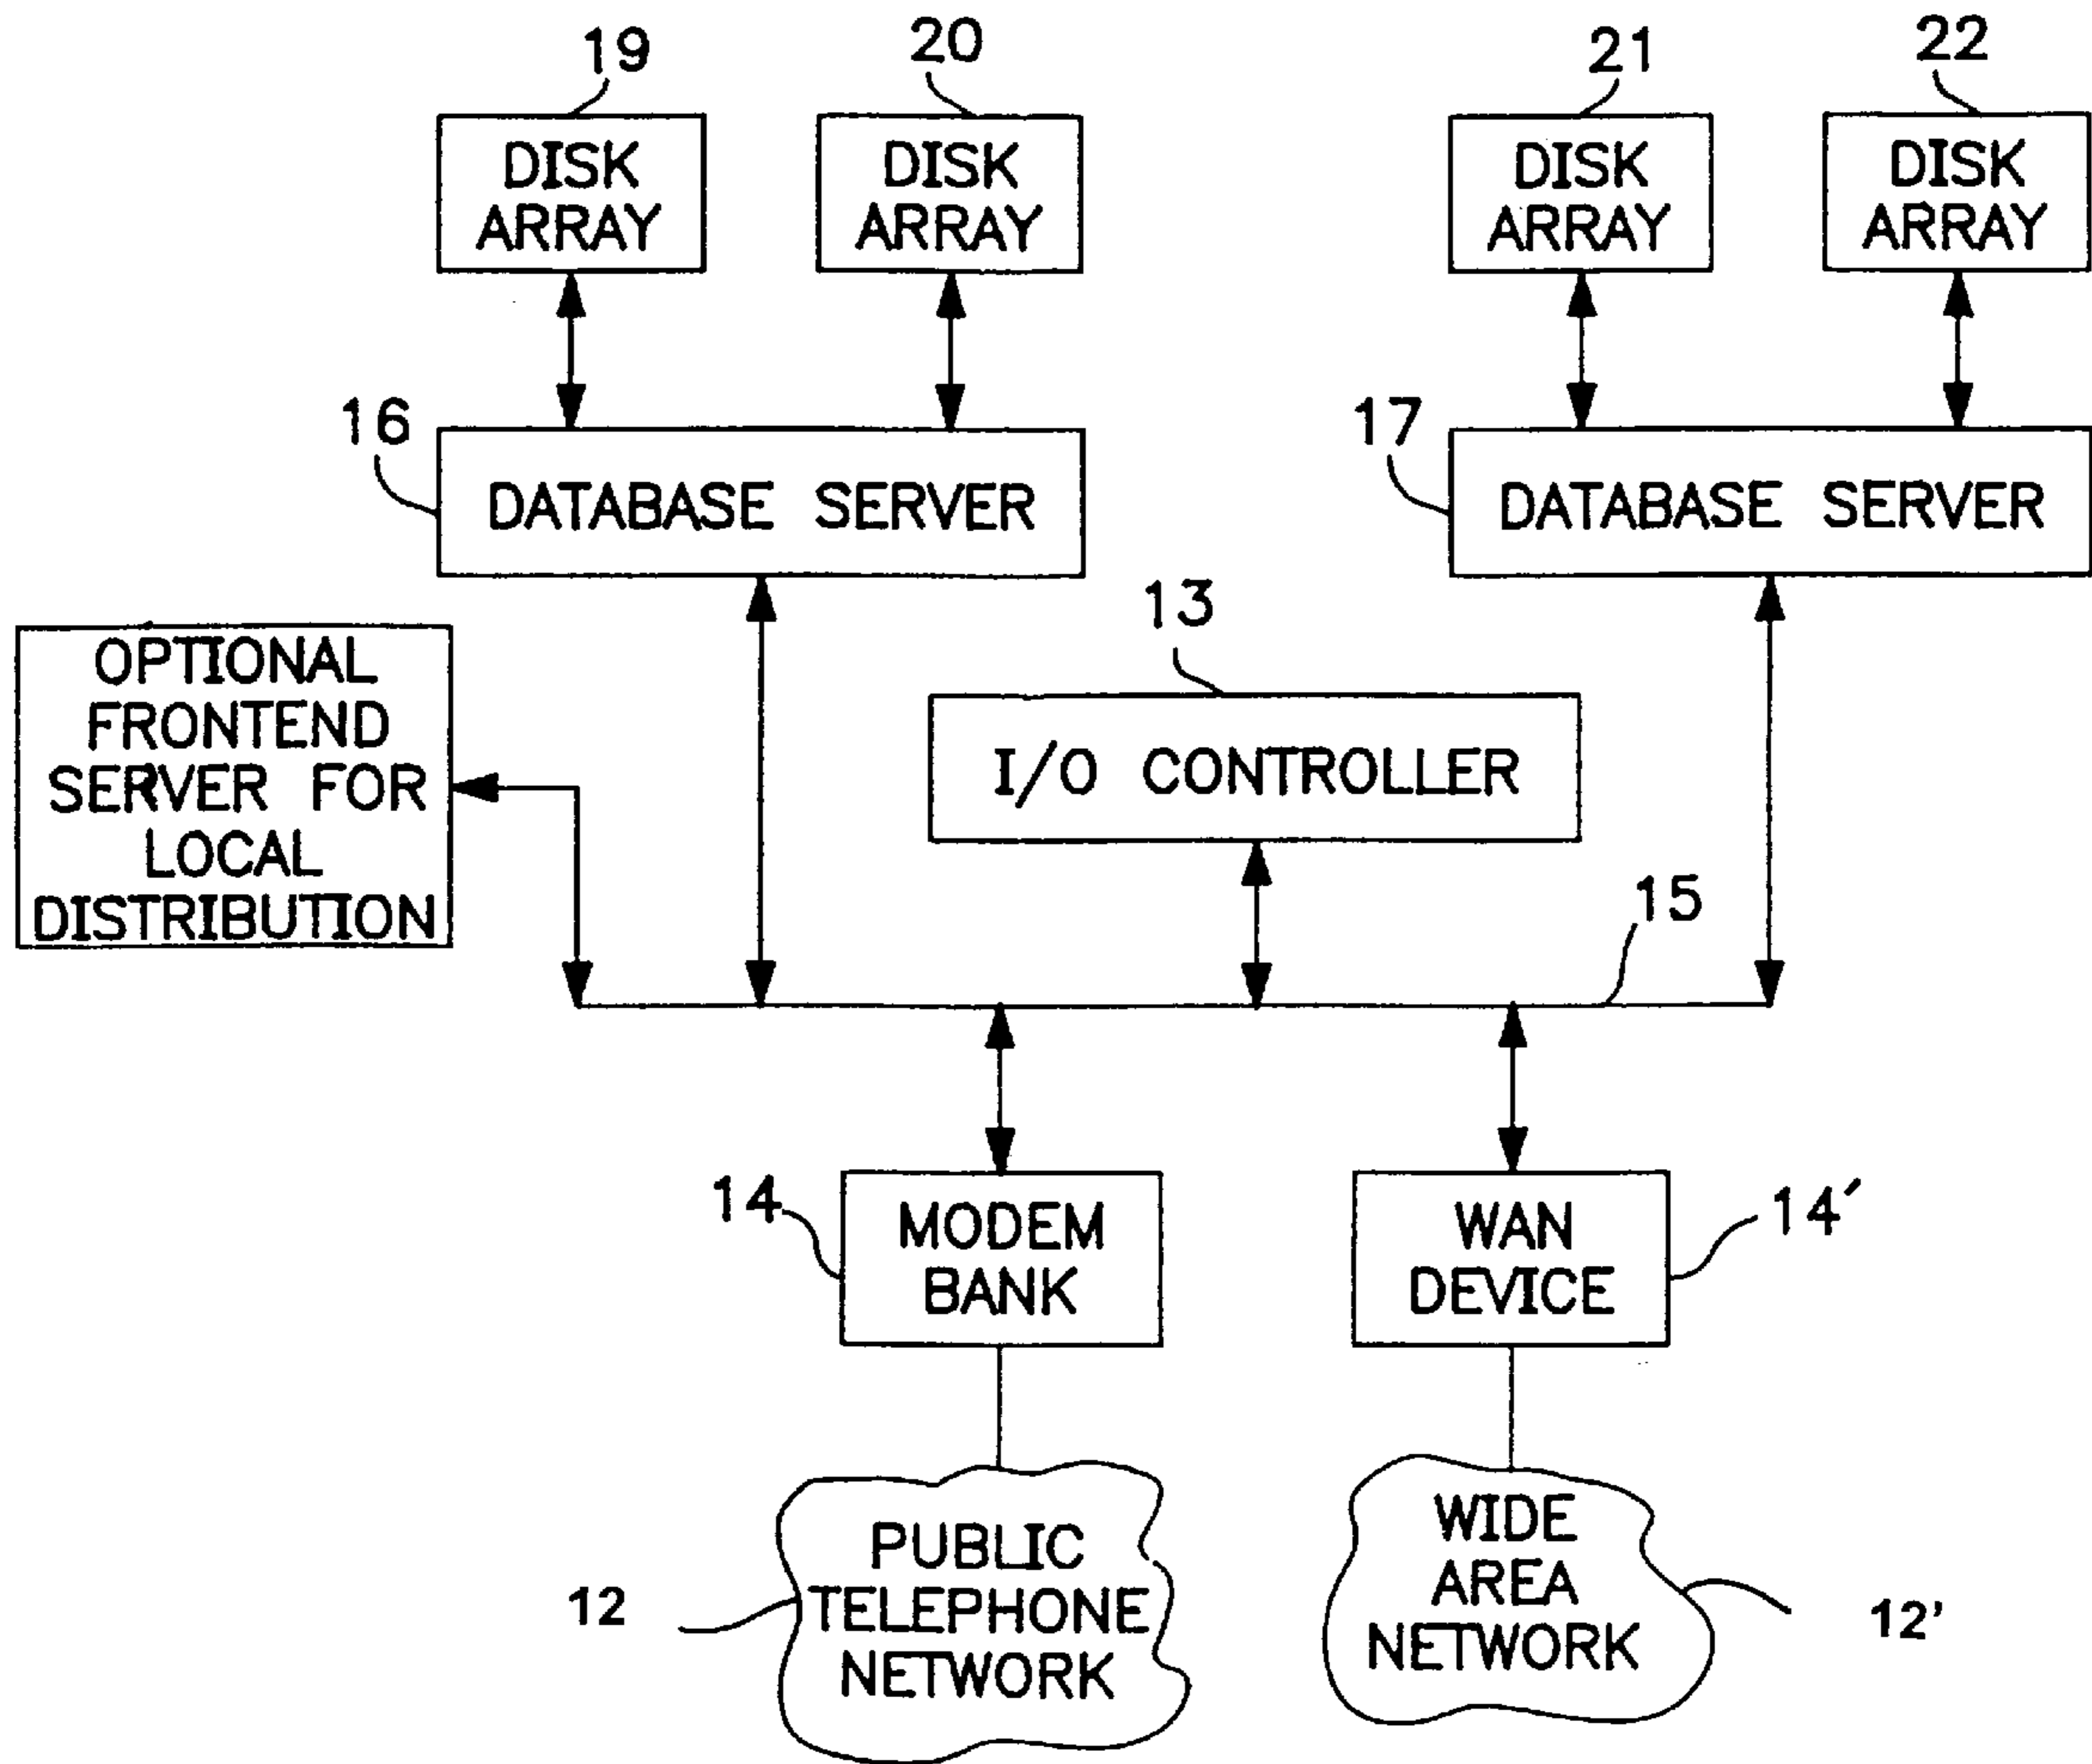 19
20
21
22
DISK
ARRAY
DISK
ARRAY
DISK
ARRAY
DISK
ARRAY
16
DATABASE SERVER
17
DATABASE SERVER
OPTIONAL
FRONTEND
SERVER FOR
LOCAL
DISTRIBUTION
13
I/O CONTROLLER
15
14
MODEM
BANK
WAN
DEVICE
14'
12
PUBLIC
TELEPHONE
NETWORK
WIDE
AREA
NETWORK
12'